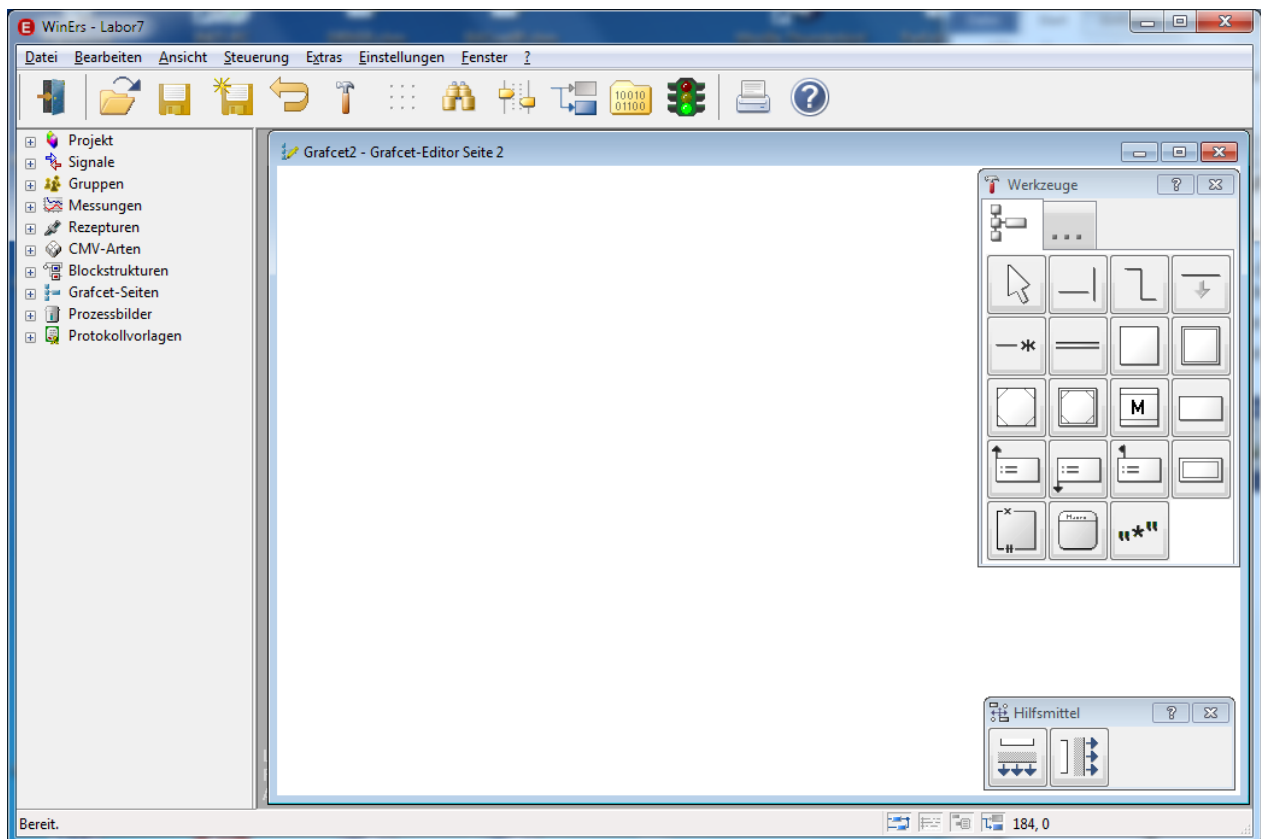 WinErs - Labor7
Datei Bearbeiten Ansicht Steuerung Extras Einstellungen Fenster ?
10010
01100
Projekt
Signale
Gruppen
Messungen
Rezepturen
CMV-Arten
Blockstrukturen
Grafcet-Seiten
Prozessbilder
Protokollvorlagen
Grafcet2 - Grafcet-Editor Seite 2
Werkzeuge
M
:= := :=
"*"
Hilfsmittel
Bereit.
184, 0